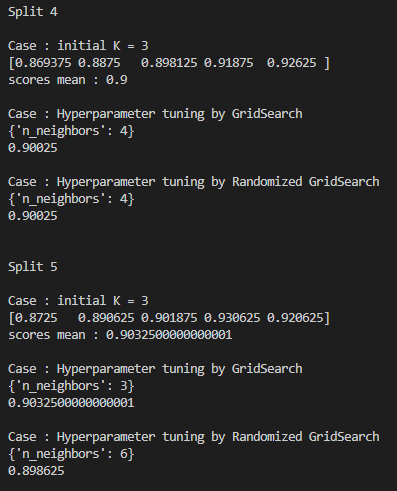 Split 4
Case : initial K = 3
[0.869375 0.8875   0.898125 0.91875  0.92625 ]
scores mean : 0.9
Case : Hyperparameter tuning by GridSearch
{'n_neighbors': 4}
0.90025
Case : Hyperparameter tuning by Randomized GridSearch
{'n_neighbors': 4}
0.90025
Split 5
Case : initial K = 3
[0.8725   0.890625 0.901875 0.930625 0.920625]
scores mean : 0.9032500000000001
Case : Hyperparameter tuning by GridSearch
{'n_neighbors': 3}
0.9032500000000001
Case : Hyperparameter tuning by Randomized GridSearch
{'n_neighbors': 6}
0.898625